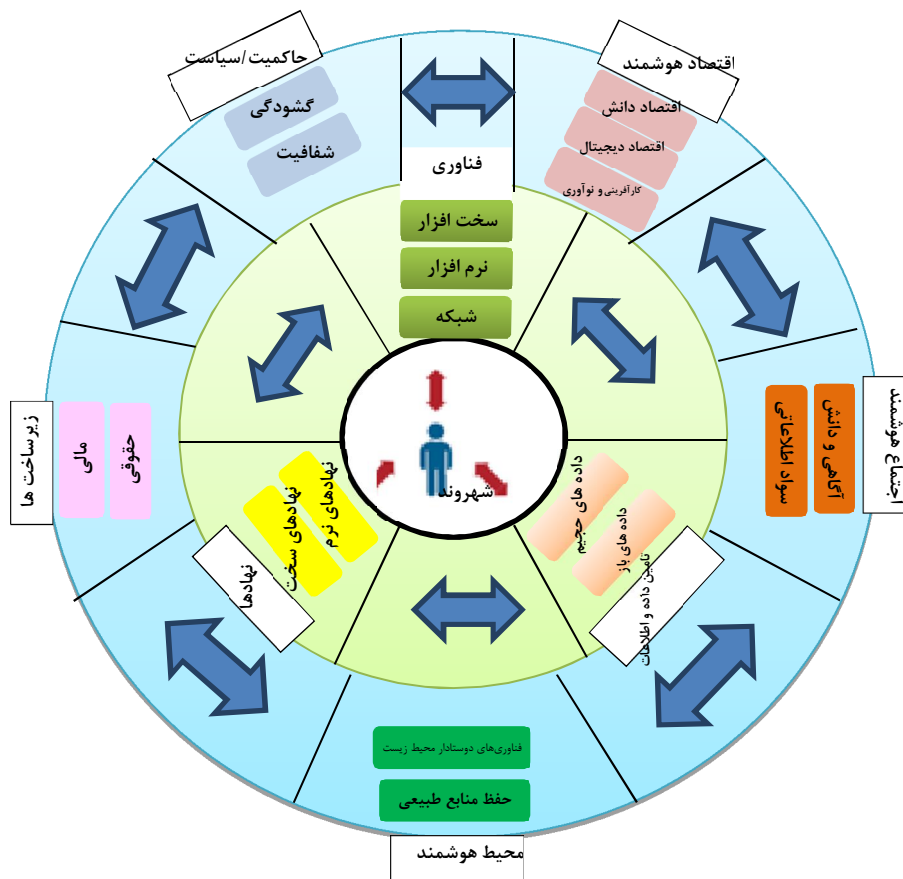 حاکمیت/سیاست
گشودگی
شفافیت
اقتصاد هوشمند
اقتصاد دانش
اقتصاد دیجیتال
کارآفرینی و نوآوری
فناوری
سخت افزار
نرم افزار
شبکه
اجتماع هوشمند
آگاهی و دانش
سواد اطلاعاتی
زیرساخت ها
مالی
حقوقی
شهروند
نهادهای نرم
نهادهای سخت
نهادها
داده های حجیم
داده های باز
تامین داده و اطلاعات
فناوری‌های دوستادار محیط زیست
حفظ منابع طبیعی
محیط هوشمند